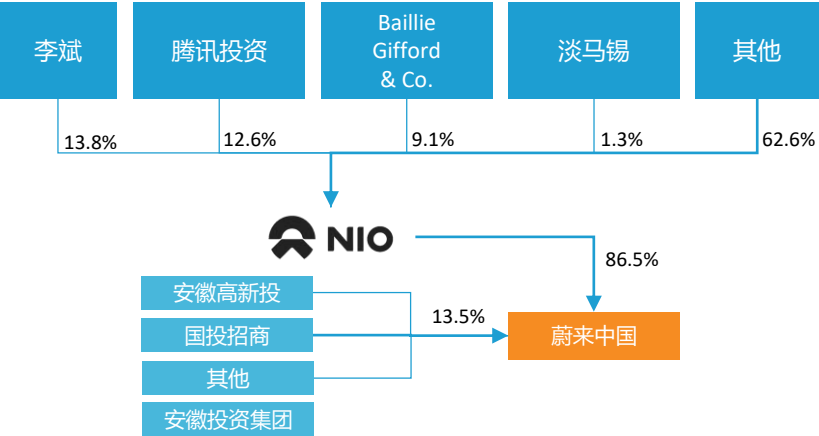 李斌
腾讯投资
Baillie
Gifford
& Co.
淡马锡
其他
13.8%
12.6%
9.1%
1.3%
62.6%
NIO
86.5%
安徽高新投
国投招商
其他
安徽投资集团
13.5%
蔚来中国